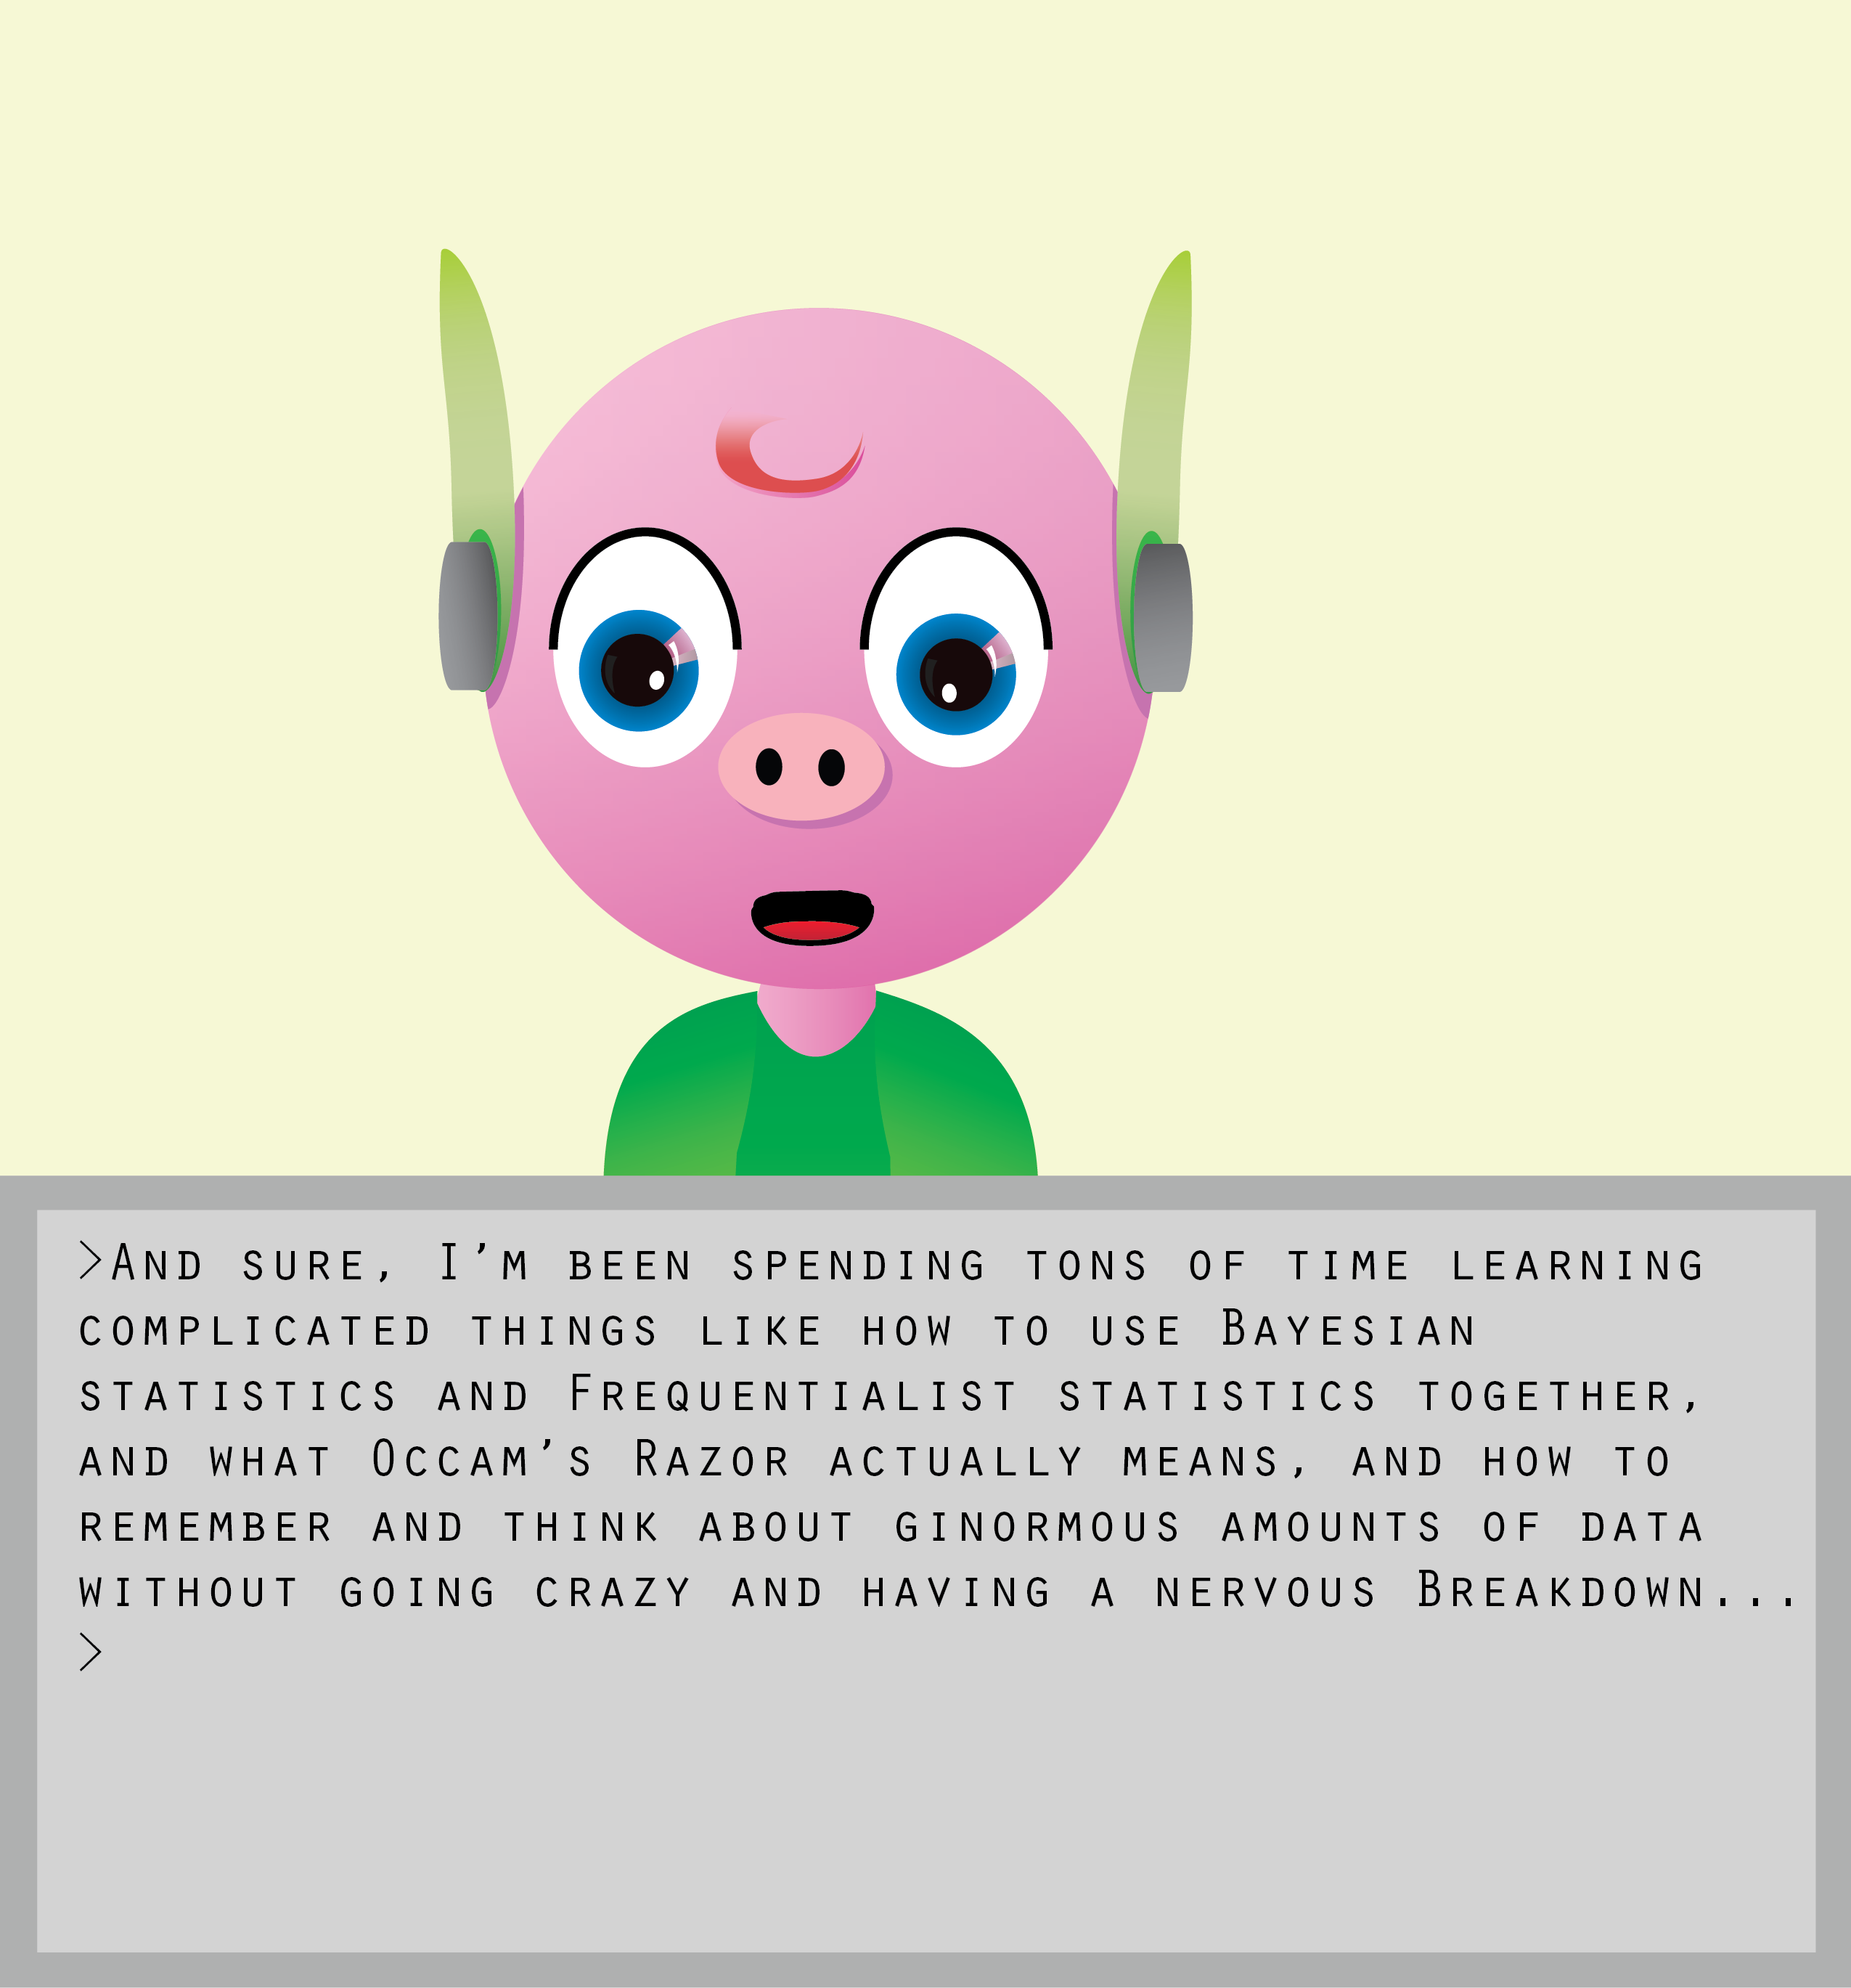 >And sure, I’m been spending tons of time learning
complicated things like how to use Bayesian
statistics and Frequentialist statistics together,
and what Occam’s Razor actually means, and how to
remember and think about ginormous amounts of data
without going crazy and having a nervous Breakdown...
>